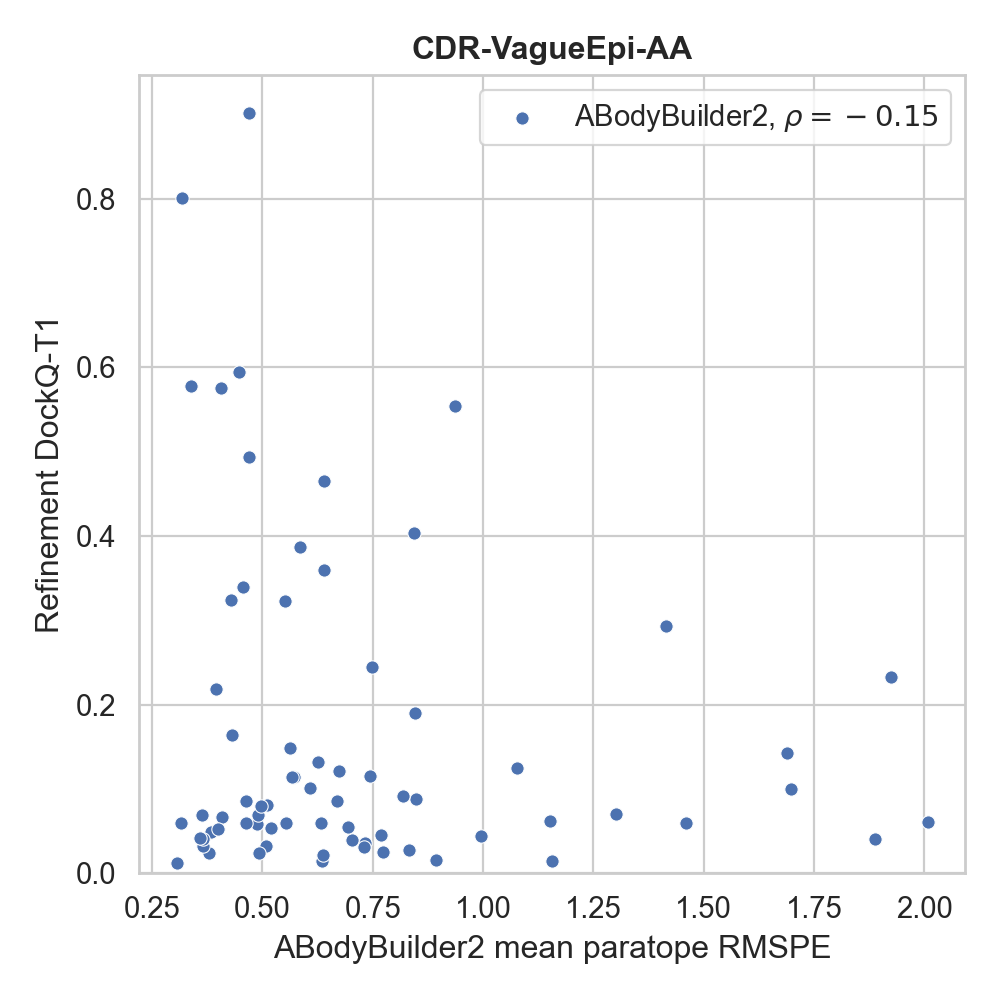 CDR-VagueEpi-AA
ABodyBuilder2, ρ = − 0.15
Refinement DockQ-T1
0.8
0.6
0.4
0.2
0.0
0.25 0.50 0.75 1.00 1.25 1.50 1.75 2.00
ABodyBuilder2 mean paratope RMSPE